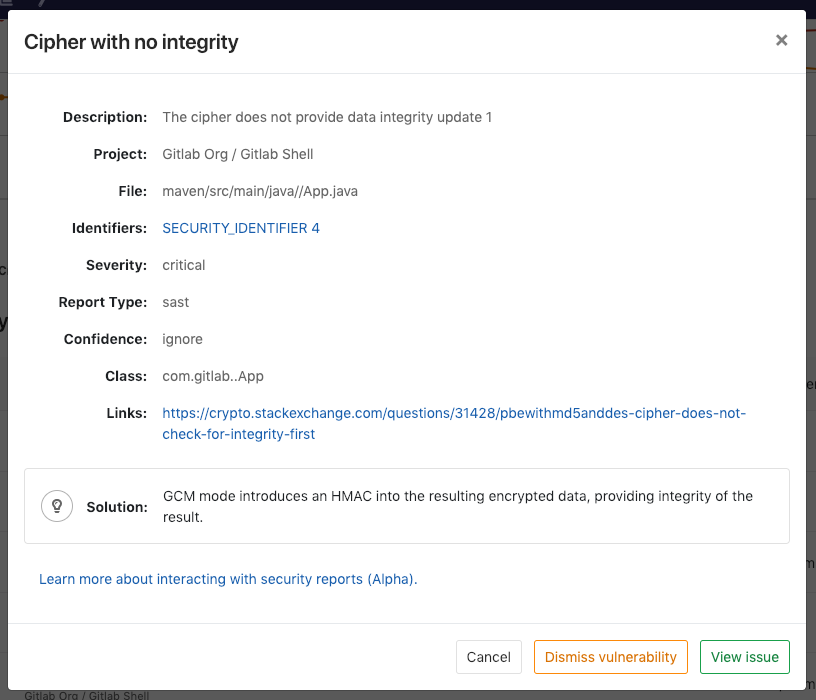 Cipher with no integrity
×
Description: The cipher does not provide data integrity update 1
Project: Gitlab Org / Gitlab Shell
File: maven/src/main/java//App.java
Identifiers: SECURITY_IDENTIFIER 4
Severity: critical
Report Type: sast
Confidence: ignore
Class: com.gitlab..App
Links: https://crypto.stackexchange.com/questions/31428/pbewithmd5anddes-cipher-does-not-
check-for-integrity-first
Solution: GCM mode introduces an HMAC into the resulting encrypted data, providing integrity of the
result.
Learn more about interacting with security reports (Alpha).
Cancel Dismiss vulnerability View issue
Gitlab Org / Gitlab Shell